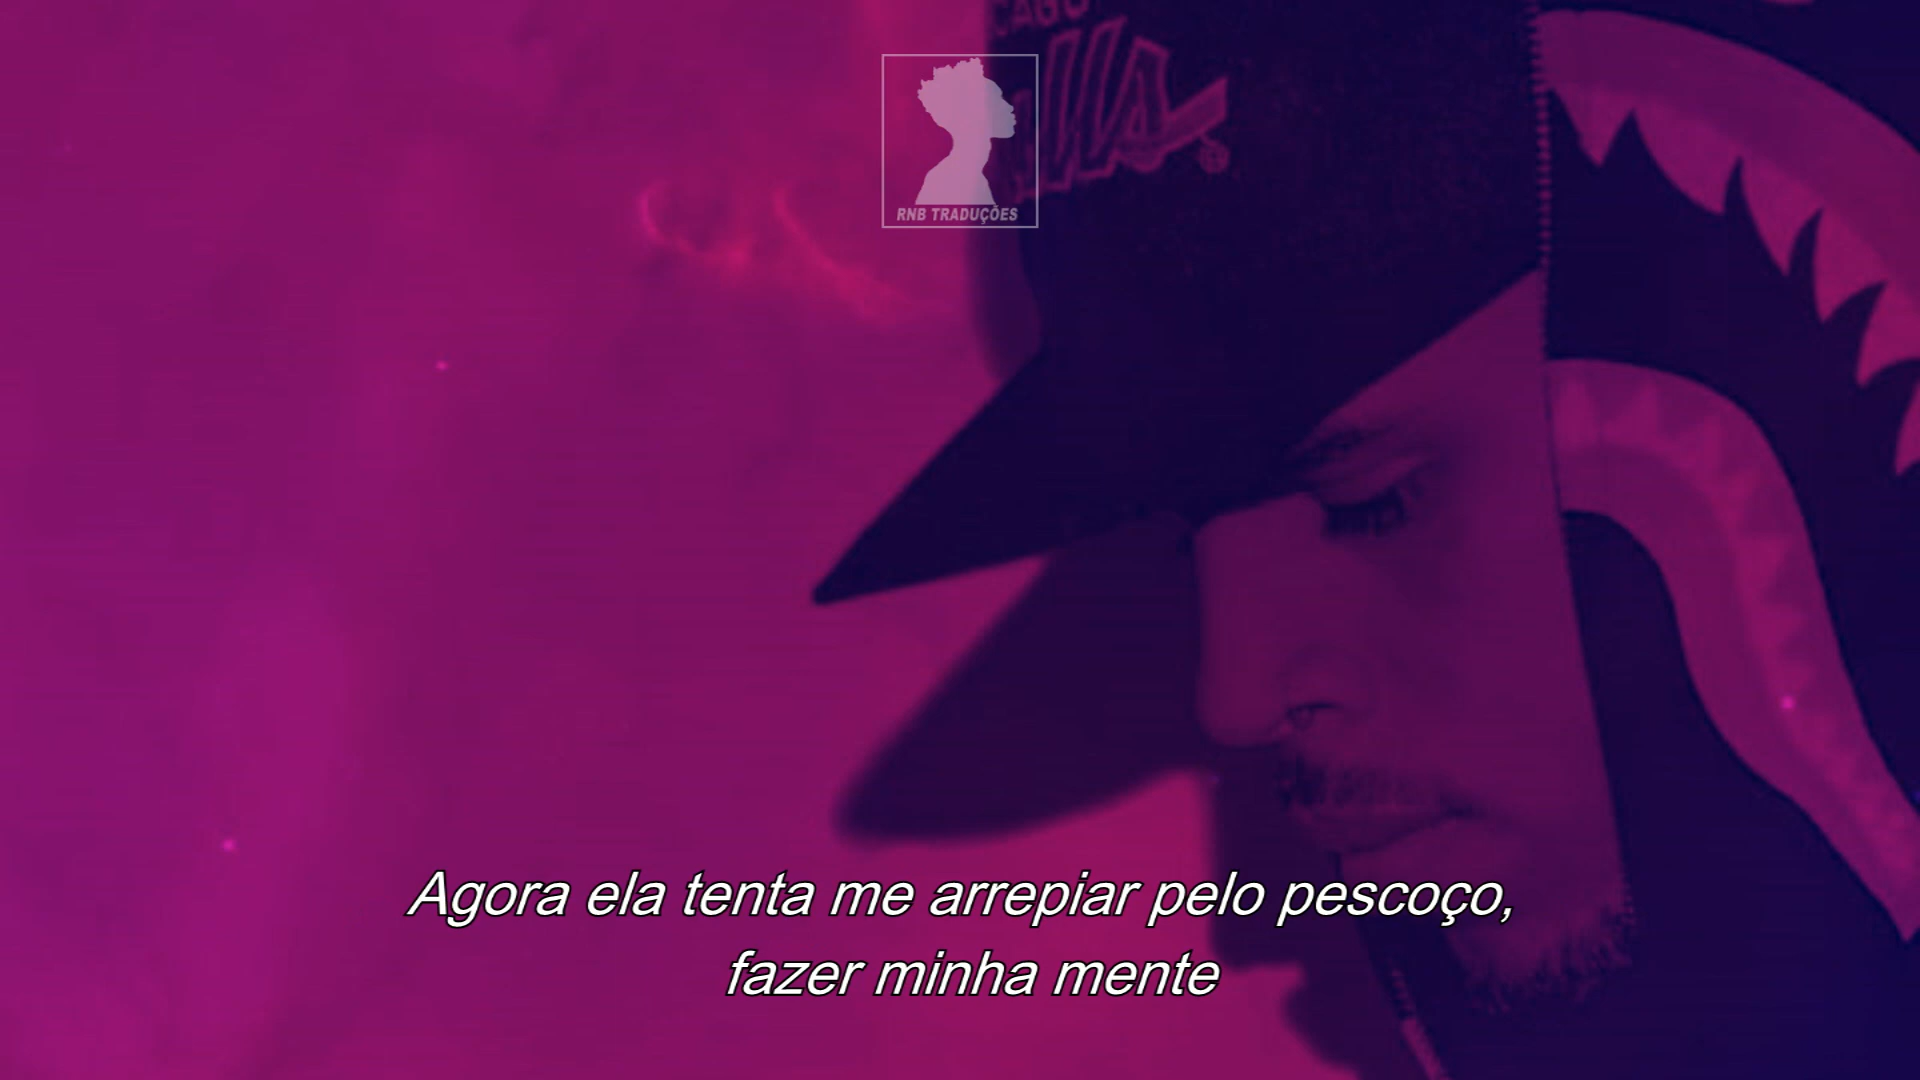 RNB TRADUÇÕES
Agora ela tenta me arrepiar pelo pescoço,
fazer minha mente